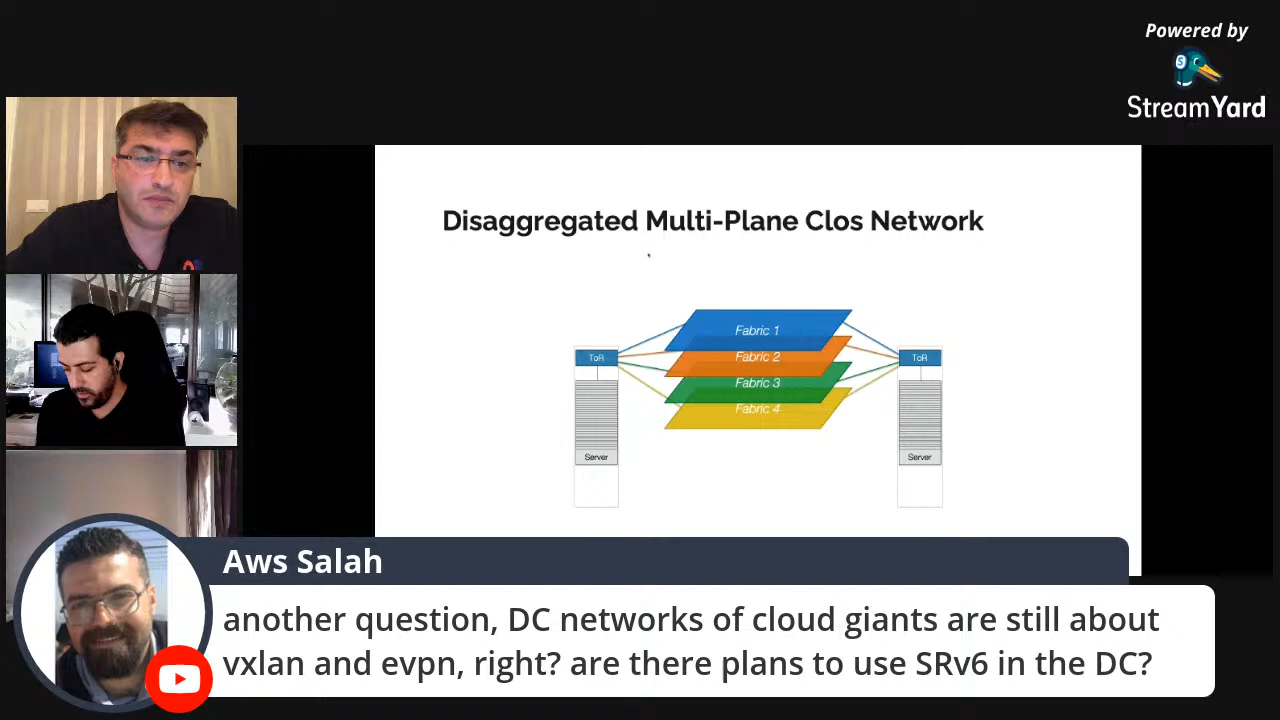 Powered by
StreamYard
Disaggregated Multi-Plane Clos Network
Fabric 1
Fabric 2
Fabric 3
Fabric 4
ToR
ToR
Server
Server
Aws Salah
another question, DC networks of cloud giants are still about
vxlan and evpn, right? are there plans to use SRv6 in the DC?